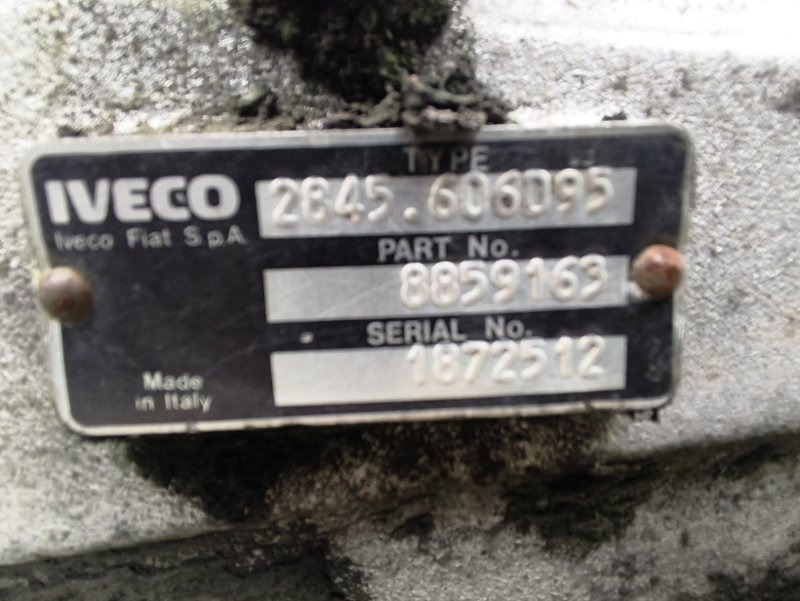 TYPE
IVECO 2845.606D95
Iveco Fiat S.p.A.
PART No.
8859163
SERIAL No.
1872512
Made
in Italy